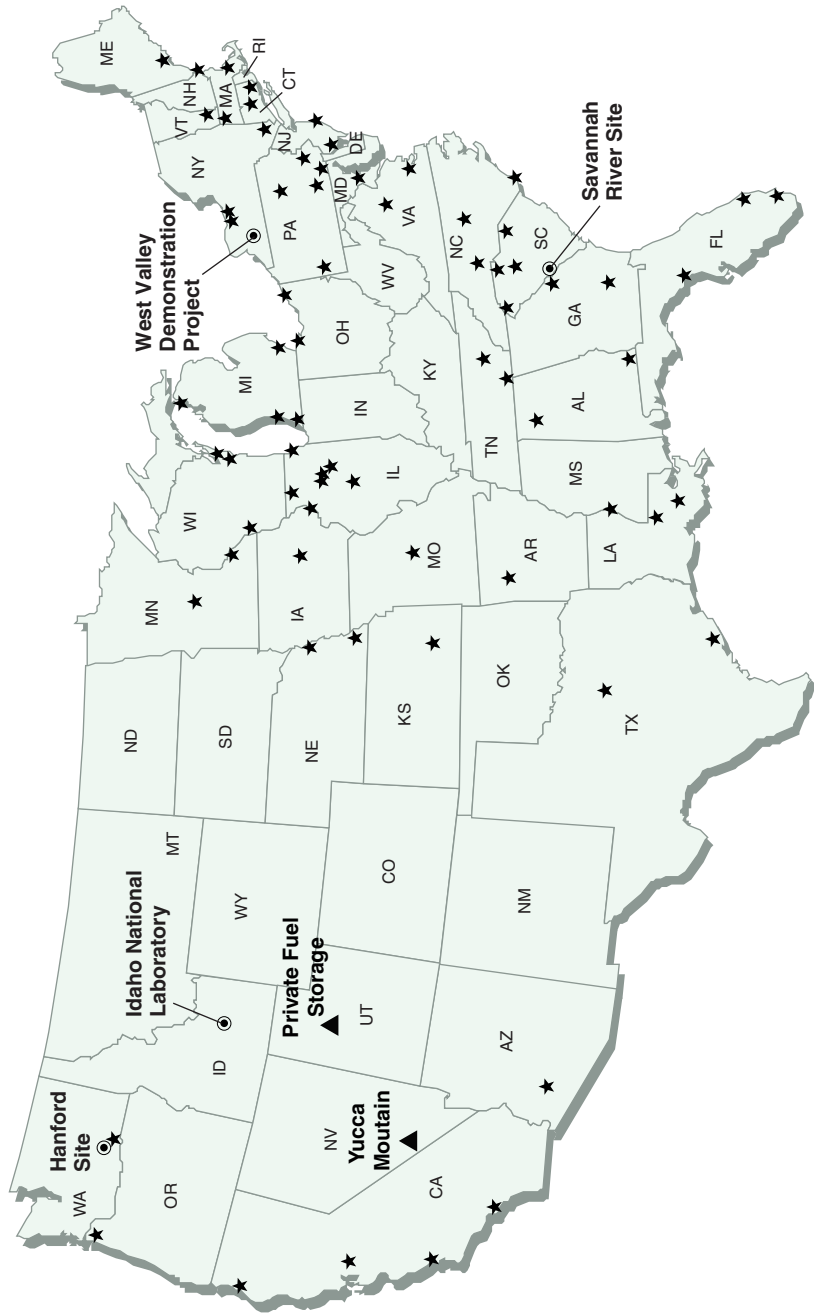 WA
Hanford
Site
OR
CA
NV
Yucca
Moutain
ID
Idaho National
Laboratory
MT
WY
Private Fuel
Storage
UT
AZ
CO
NM
ND
SD
NE
KS
OK
TX
MN
IA
MO
AR
LA
WI
IL
MS
MI
IN
KY
TN
AL
OH
WV
GA
FL
SC
NC
VA
Savannah
River Site
West Valley
Demonstration
Project
PA
NY
MD
DE
NJ
VT
NH
MA
CT
RI
ME